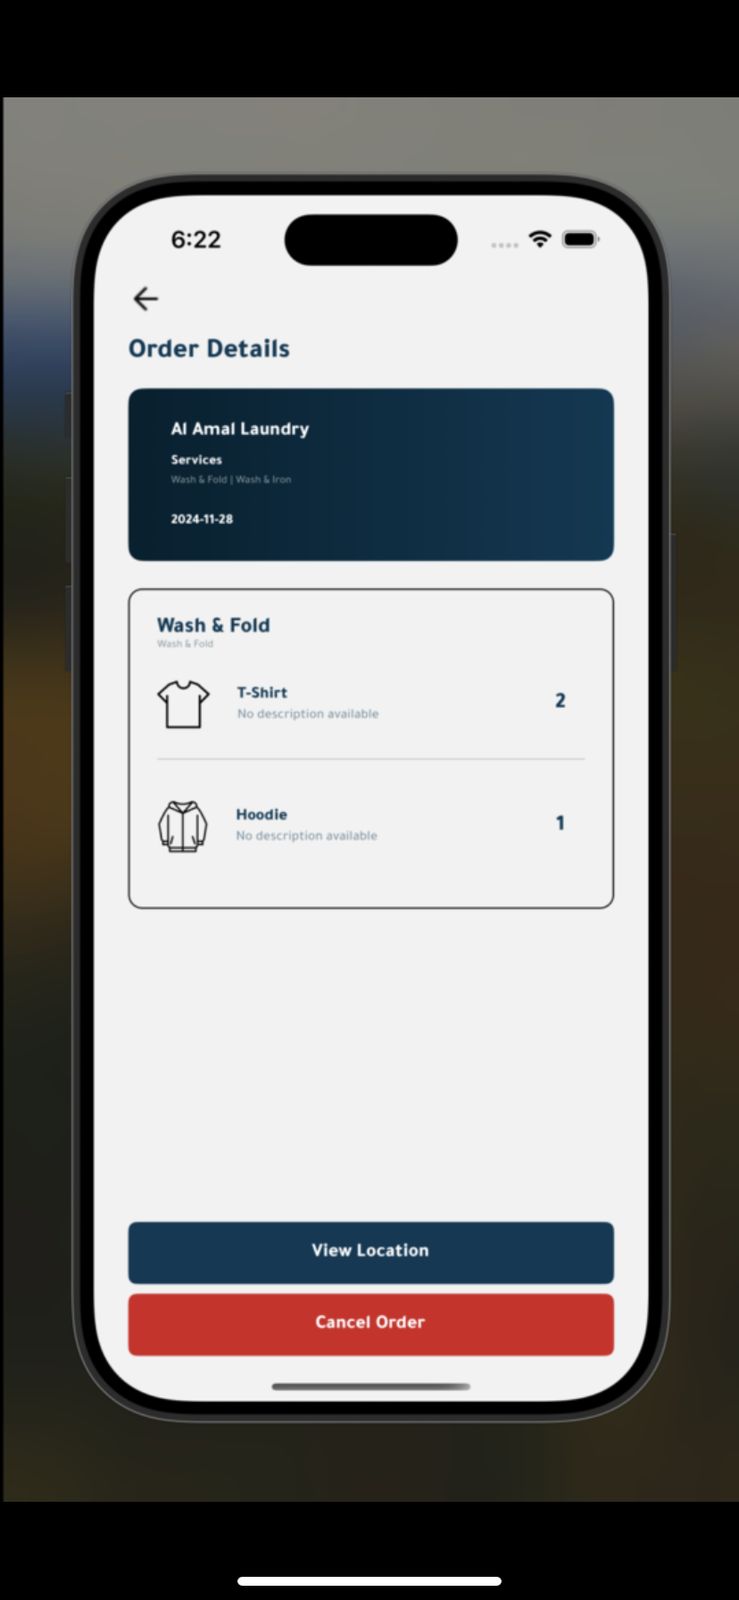 6:22
Order Details
Al Amal Laundry
Services
Wash & Fold | Wash & Iron
2024-11-28
Wash & Fold
Wash & Fold
T-Shirt
2
No description available
Hoodie
1
No description available
View Location
Cancel Order